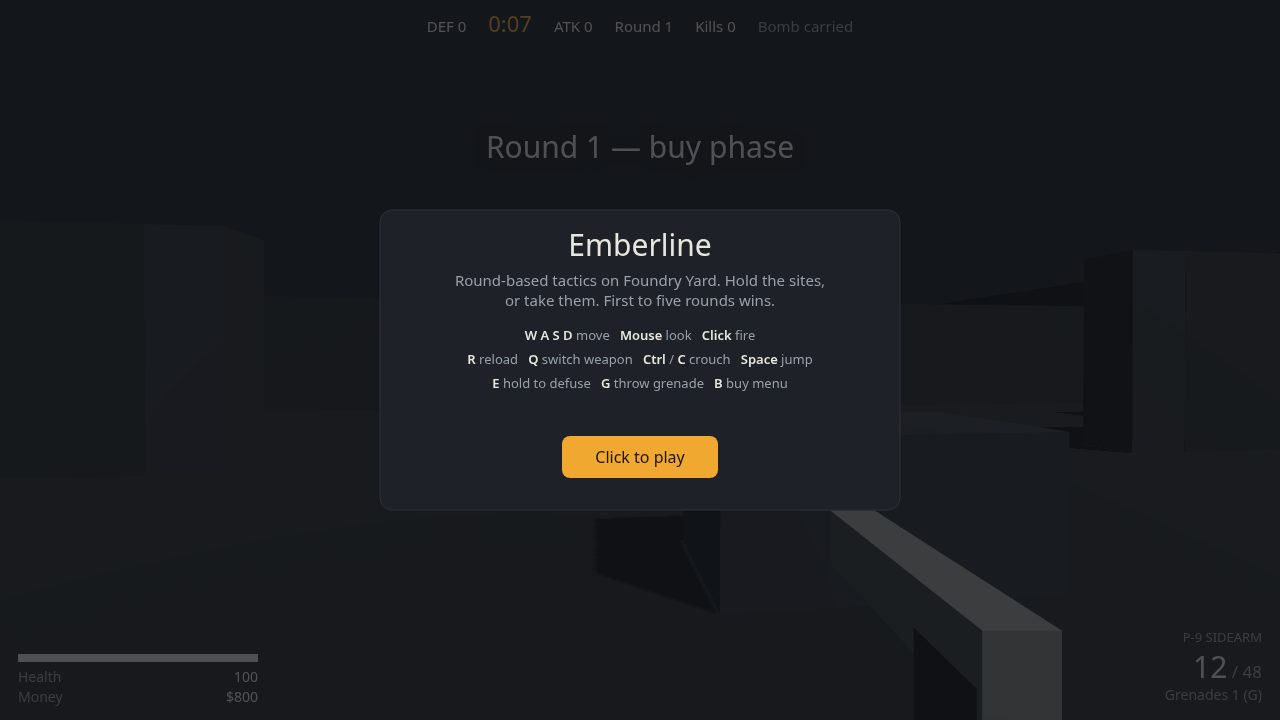 DEF 0 0:07 ATK 0 Round 1 Kills 0 Bomb carried
Round 1 — buy phase
Emberline
Round-based tactics on Foundry Yard. Hold the sites,
or take them. First to five rounds wins.
W A S D move Mouse look Click fire
R reload Q switch weapon Ctrl / C crouch Space jump
E hold to defuse G throw grenade B buy menu
Click to play
Health 100
Money $800
P-9 SIDEARM
12 / 48
Grenades 1 (G)